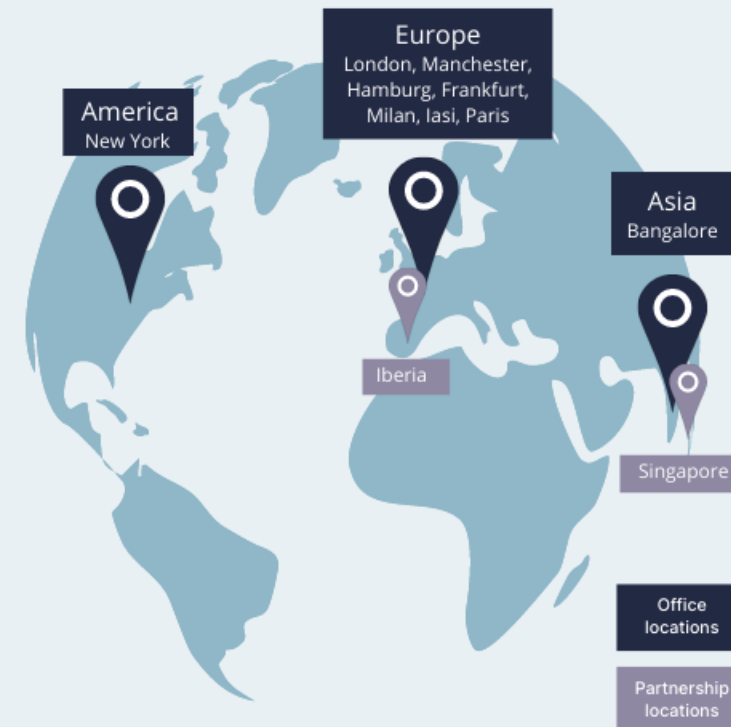 Europe
London, Manchester,
Hamburg, Frankfurt,
Milan, Iasi, Paris
America
New York
Asia
Bangalore
Iberia
Singapore
Office
locations
Partnership
locations